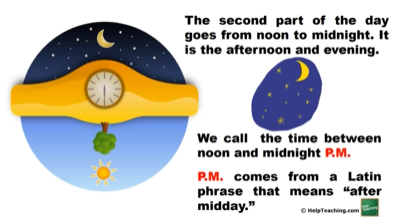 The second part of the day
goes from noon to midnight. It
is the afternoon and evening.
We call the time between
noon and midnight P.M.
P.M. comes from a Latin
phrase that means “after
midday.”
© HelpTeaching.com